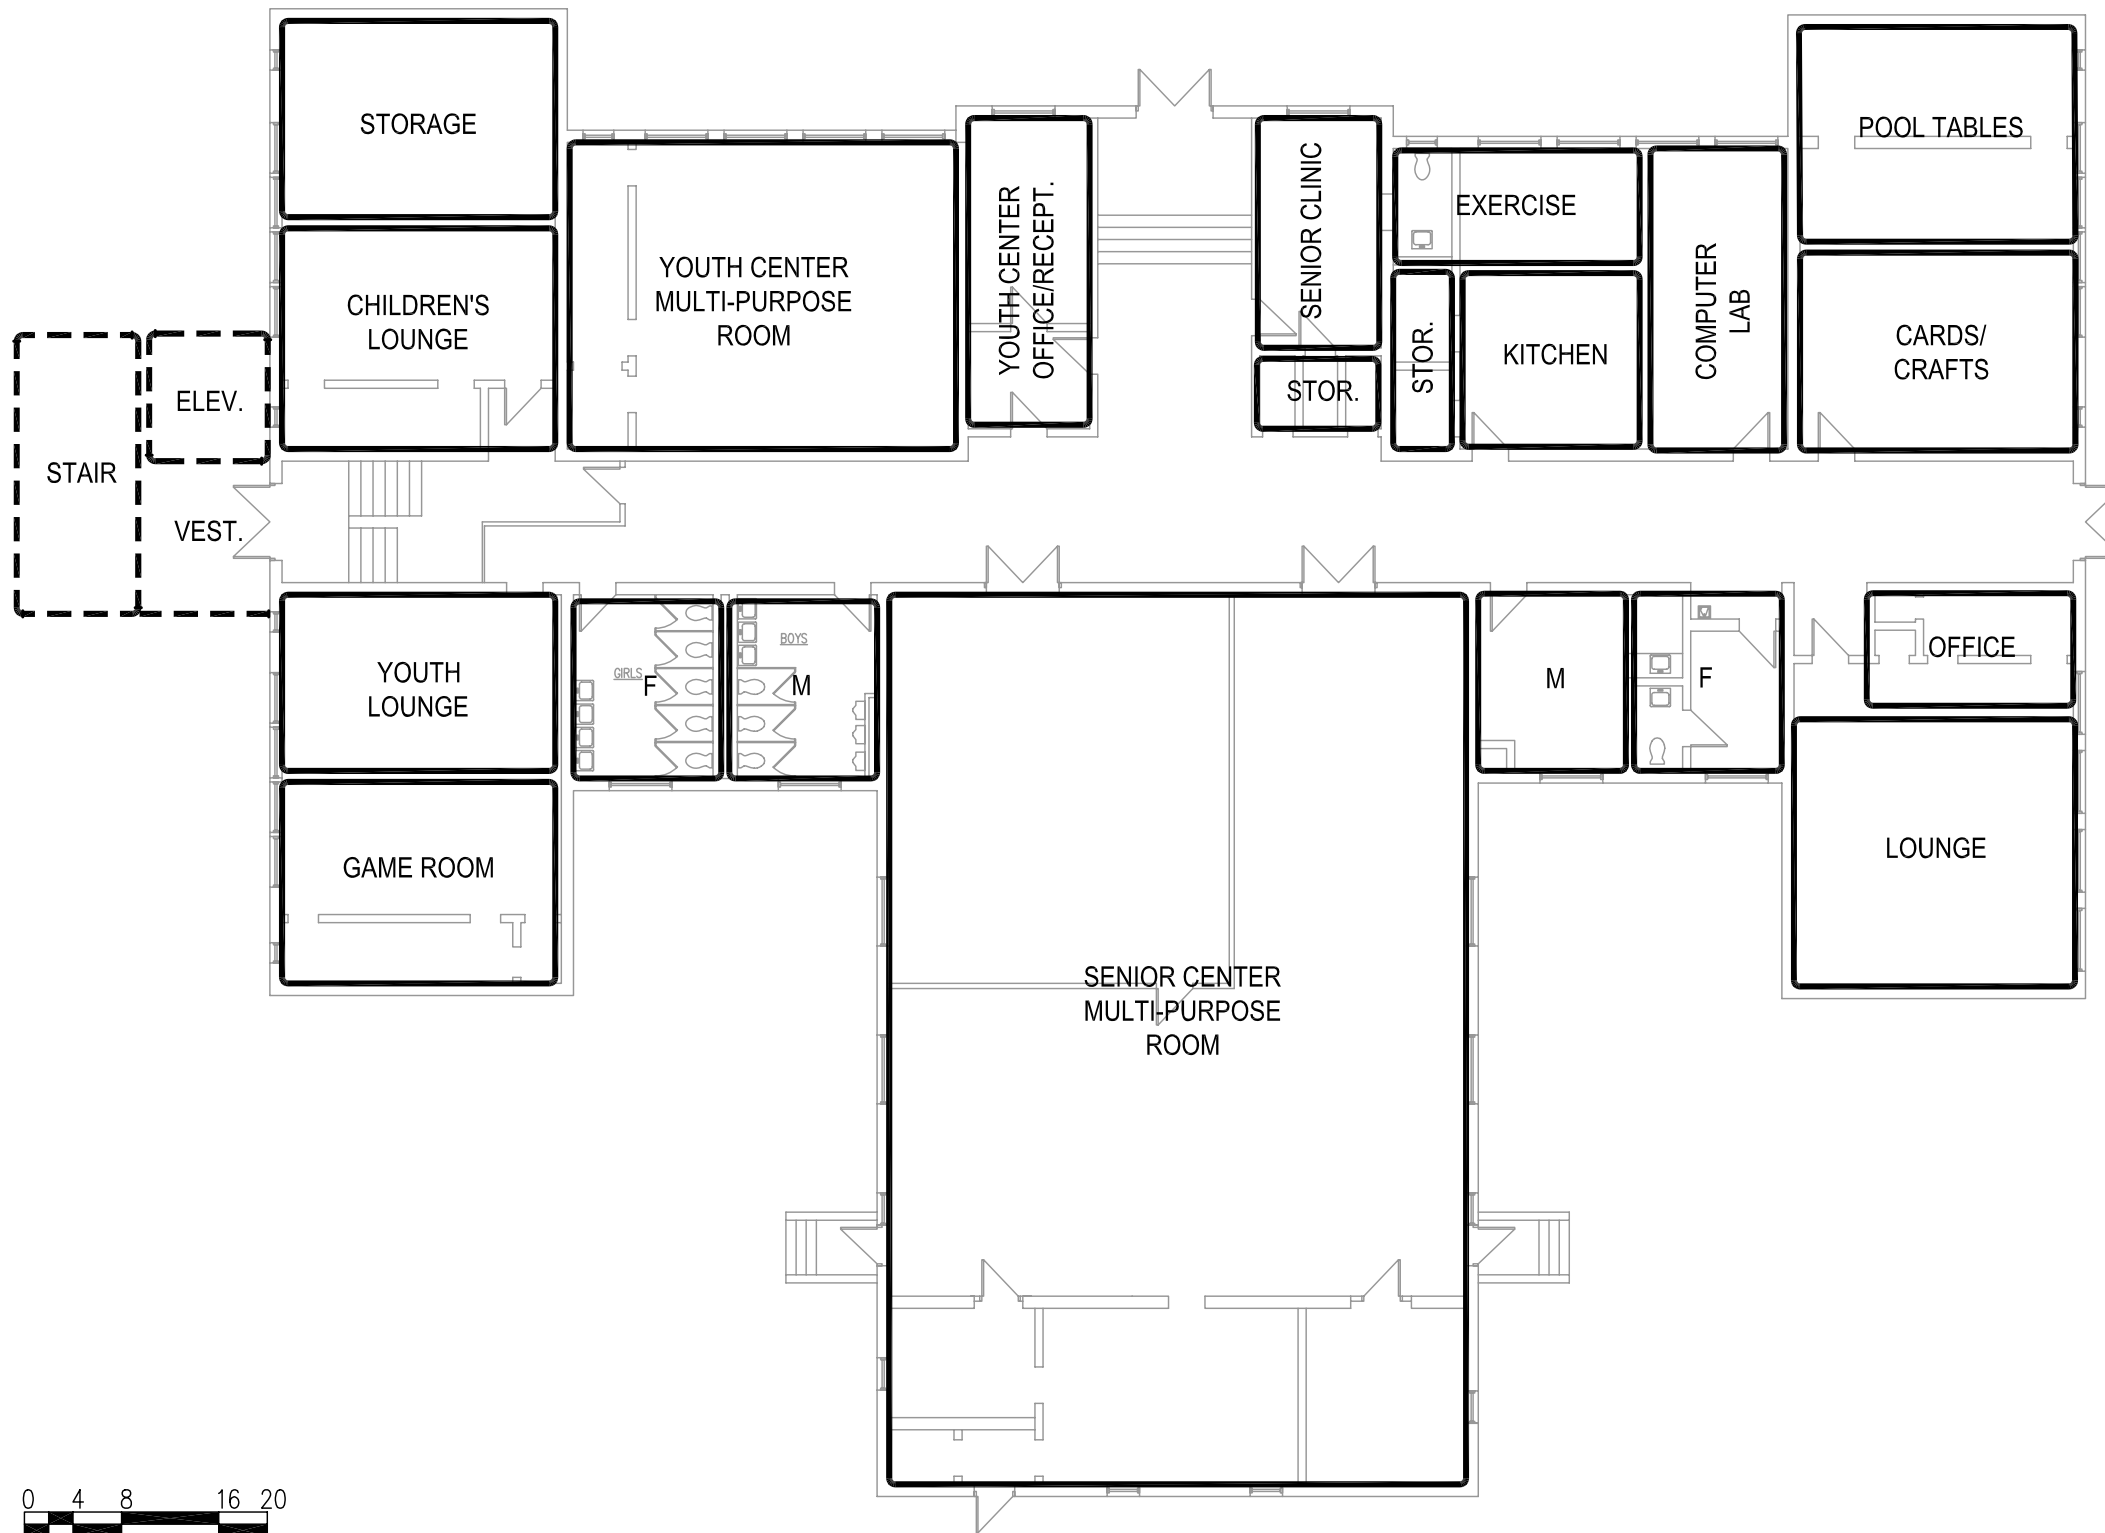 STORAGE
POOL TABLES
YOUTH CENTER
OFFICE/RECEPT.
SENIOR CLINIC
EXERCISE
YOUTH CENTER
MULTI-PURPOSE
ROOM
CHILDREN'S
LOUNGE
COMPUTER
LAB
CARDS/
CRAFTS
KITCHEN
STOR.
STOR.
ELEV.
STAIR
VEST.
YOUTH
LOUNGE
GIRLS
F
BOYS
M
M
F
OFFICE
GAME ROOM
LOUNGE
SENIOR CENTER
MULTI-PURPOSE
ROOM
0 4 8 16 20